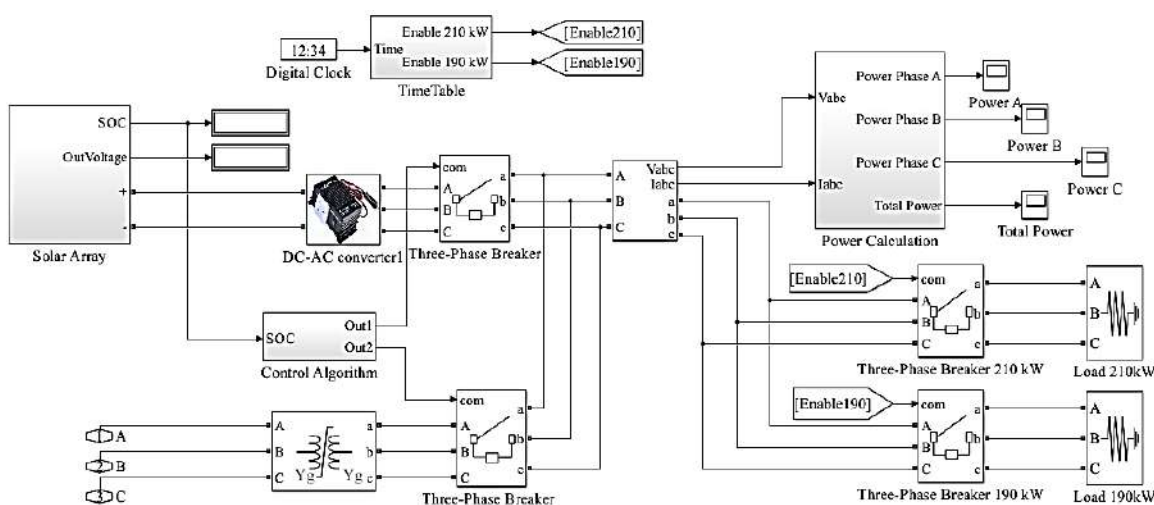 12:34
Digital Clock
Time
Enable 210 kW
Enable 190 kW
TimeTable
[Enable210]
[Enable190]
SOC
OutVoltage
+
-
Solar Array
DC-AC converter1
com
A
B
C
a
b
c
Three-Phase Breaker
A
B
C
Vabc
Iabc
a
b
c
Vabc
Iabc
Power Phase A
Power Phase B
Power Phase C
Total Power
Power Calculation
Power A
Power B
Power C
Total Power
SOC
Out1
Out2
Control Algorithm
[Enable210]
com
A
B
C
a
b
c
Three-Phase Breaker 210 kW
A
B
C
Load 210kW
A
2 B
3 C
A
B
C
Yg
Yg
a
b
c
com
A
B
C
a
b
c
Three-Phase Breaker
[Enable190]
com
A
B
C
a
b
c
Three-Phase Breaker 190 kW
A
B
C
Load 190kW